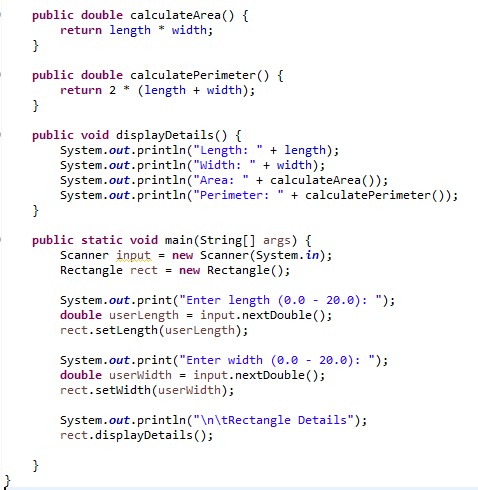 public double calculateArea() {
return length * width;
}
public double calculatePerimeter() {
return 2 * (length + width);
}
public void displayDetails() {
System.out.println("Length: " + length);
System.out.println("Width: " + width);
System.out.println("Area: " + calculateArea());
System.out.println("Perimeter: " + calculatePerimeter());
}
public static void main(String[] args) {
Scanner input = new Scanner(System.in);
Rectangle rect = new Rectangle();
System.out.print("Enter length (0.0 - 20.0): ");
double userLength = input.nextDouble();
rect.setLength(userLength);
System.out.print("Enter width (0.0 - 20.0): ");
double userWidth = input.nextDouble();
rect.setWidth(userWidth);
System.out.println("\n\tRectangle Details");
rect.displayDetails();
}
}